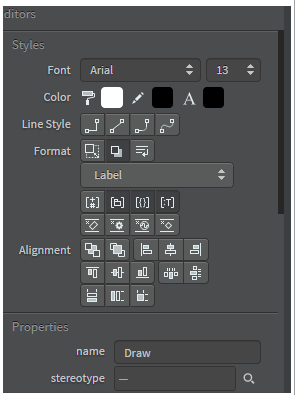 ditors
Styles
Font Arial 13
Color A
Line Style
Format
Label
Alignment
Properties
name Draw
stereotype —